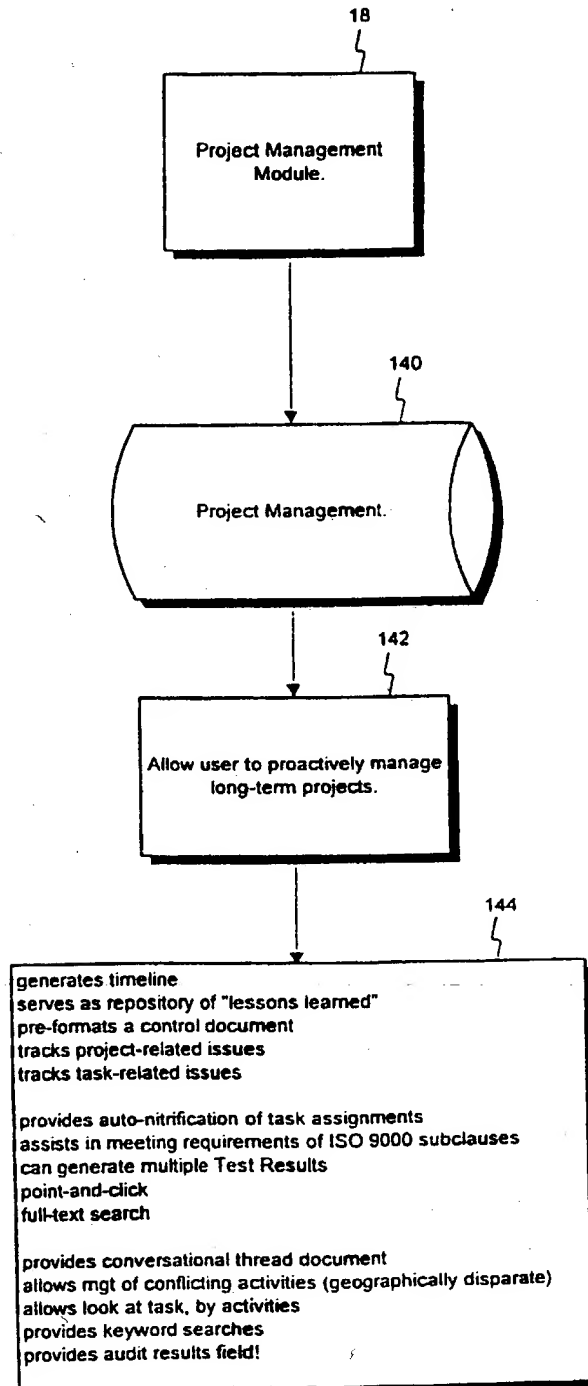 18
Project Management
Module.
140
Project Management.
142
Allow user to proactively manage
long-term projects.
144
generates timeline
serves as repository of "lessons learned"
pre-formats a control document
tracks project-related issues
tracks task-related issues
provides auto-nitrification of task assignments
assists in meeting requirements of ISO 9000 subclauses
can generate multiple Test Results
point-and-click
full-text search
provides conversational thread document
allows mgt of conflicting activities (geographically disparate)
allows look at task, by activities
provides keyword searches
provides audit results field!